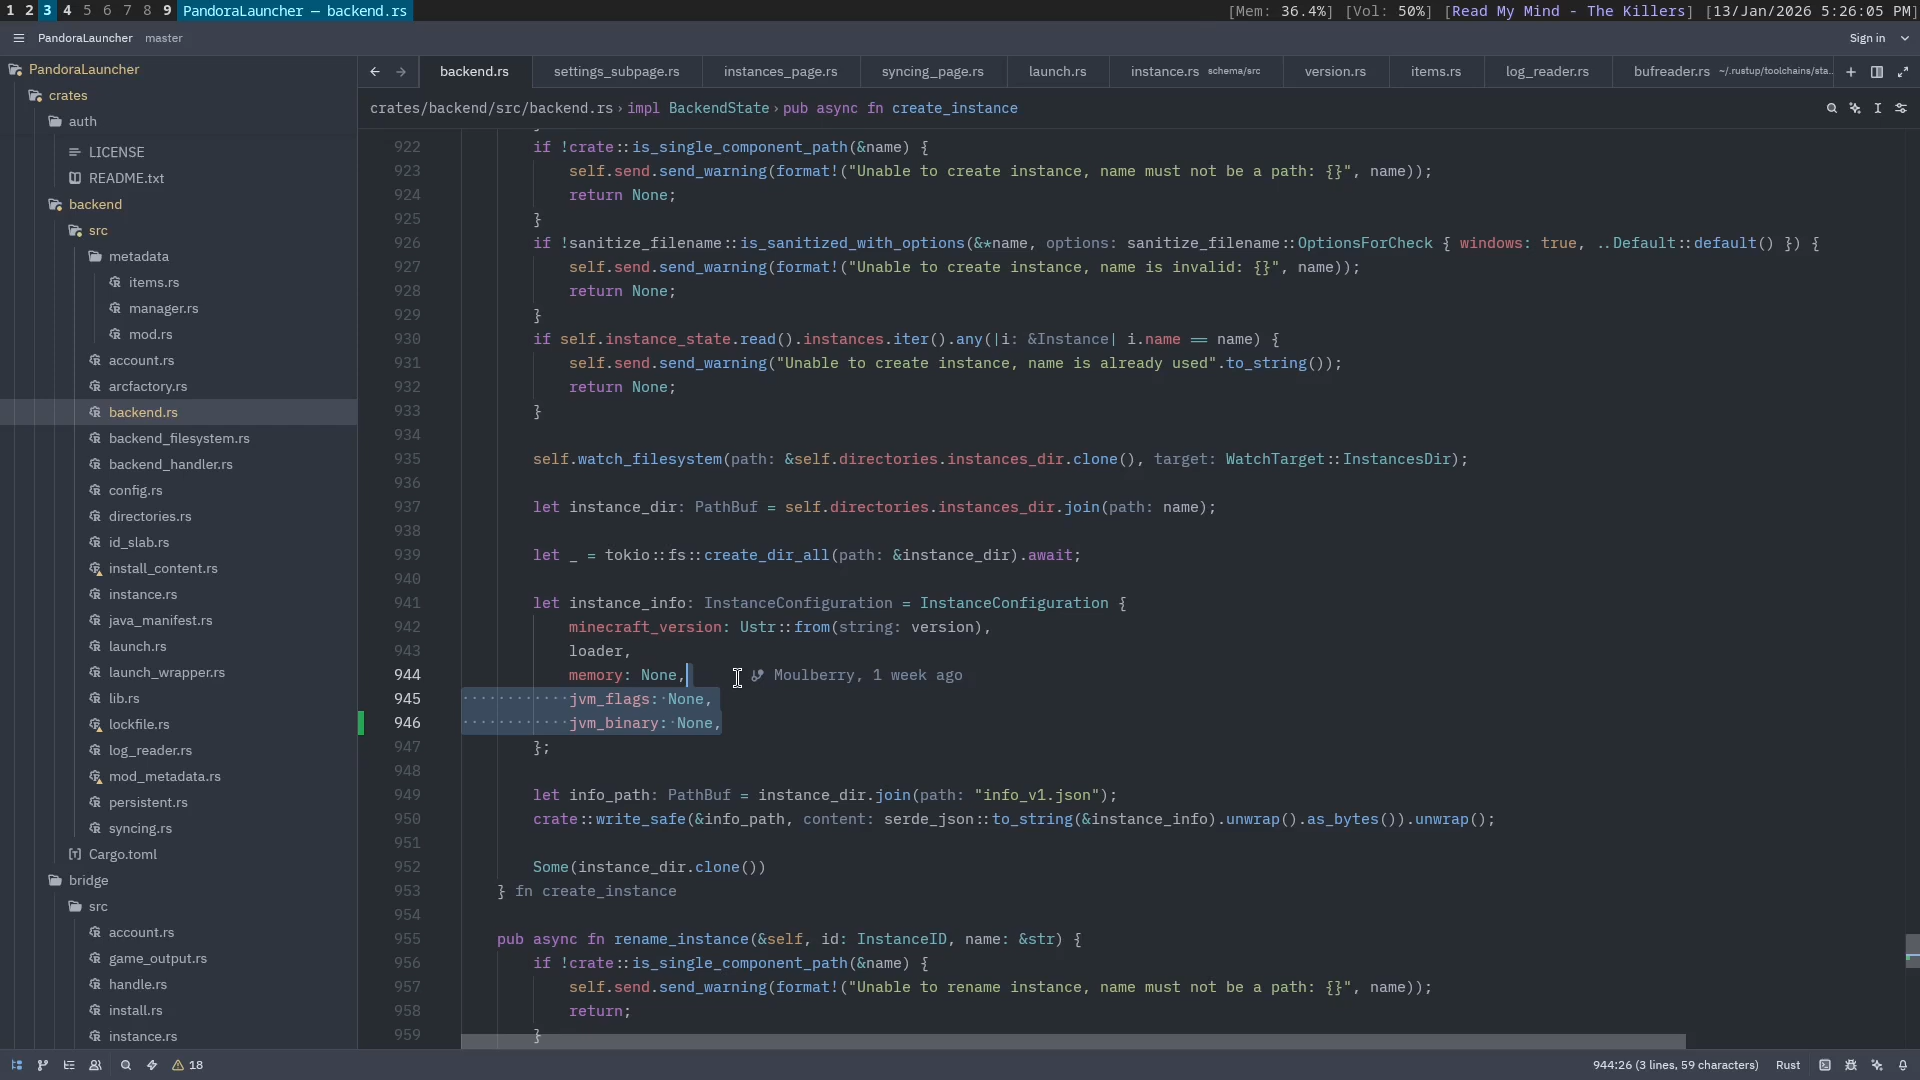 1 2 3 4 5 6 7 8 9 PandoraLauncher — backend.rs [Mem: 36.4%] [Vol: 50%] [Read My Mind - The Killers] [13/Jan/2026 5:26:05 PM]
PandoraLauncher master Sign in
PandoraLauncher
crates
auth
LICENSE
README.txt
backend
src
metadata
items.rs
manager.rs
mod.rs
account.rs
arcfactory.rs
backend.rs
backend_filesystem.rs
backend_handler.rs
config.rs
directories.rs
id_slab.rs
install_content.rs
instance.rs
java_manifest.rs
launch.rs
launch_wrapper.rs
lib.rs
lockfile.rs
log_reader.rs
mod_metadata.rs
persistent.rs
syncing.rs
Cargo.toml
bridge
src
account.rs
game_output.rs
handle.rs
install.rs
instance.rs
backend.rs settings_subpage.rs instances_page.rs syncing_page.rs launch.rs instance.rs schema/src version.rs items.rs log_reader.rs bufreader.rs ~/.rustup/toolchains/sta…
crates/backend/src/backend.rs › impl BackendState › pub async fn create_instance
922 if !crate::is_single_component_path(&name) {
923 self.send.send_warning(format!("Unable to create instance, name must not be a path: {}", name));
924 return None;
925 }
926 if !sanitize_filename::is_sanitized_with_options(&*name, options: sanitize_filename::OptionsForCheck { windows: true, ..Default::default() }) {
927 self.send.send_warning(format!("Unable to create instance, name is invalid: {}", name));
928 return None;
929 }
930 if self.instance_state.read().instances.iter().any(|i: &Instance| i.name == name) {
931 self.send.send_warning("Unable to create instance, name is already used".to_string());
932 return None;
933 }
934
935 self.watch_filesystem(path: &self.directories.instances_dir.clone(), target: WatchTarget::InstancesDir);
936
937 let instance_dir: PathBuf = self.directories.instances_dir.join(path: name);
938
939 let _ = tokio::fs::create_dir_all(path: &instance_dir).await;
940
941 let instance_info: InstanceConfiguration = InstanceConfiguration {
942 minecraft_version: Ustr::from(string: version),
943 loader,
944 memory: None, Moulberry, 1 week ago
945 jvm_flags: None,
946 jvm_binary: None,
947 };
948
949 let info_path: PathBuf = instance_dir.join(path: "info_v1.json");
950 crate::write_safe(&info_path, content: serde_json::to_string(&instance_info).unwrap().as_bytes()).unwrap();
951
952 Some(instance_dir.clone())
953 } fn create_instance
954
955 pub async fn rename_instance(&self, id: InstanceID, name: &str) {
956 if !crate::is_single_component_path(&name) {
957 self.send.send_warning(format!("Unable to rename instance, name must not be a path: {}", name));
958 return;
959 }
18 944:26 (3 lines, 59 characters) Rust